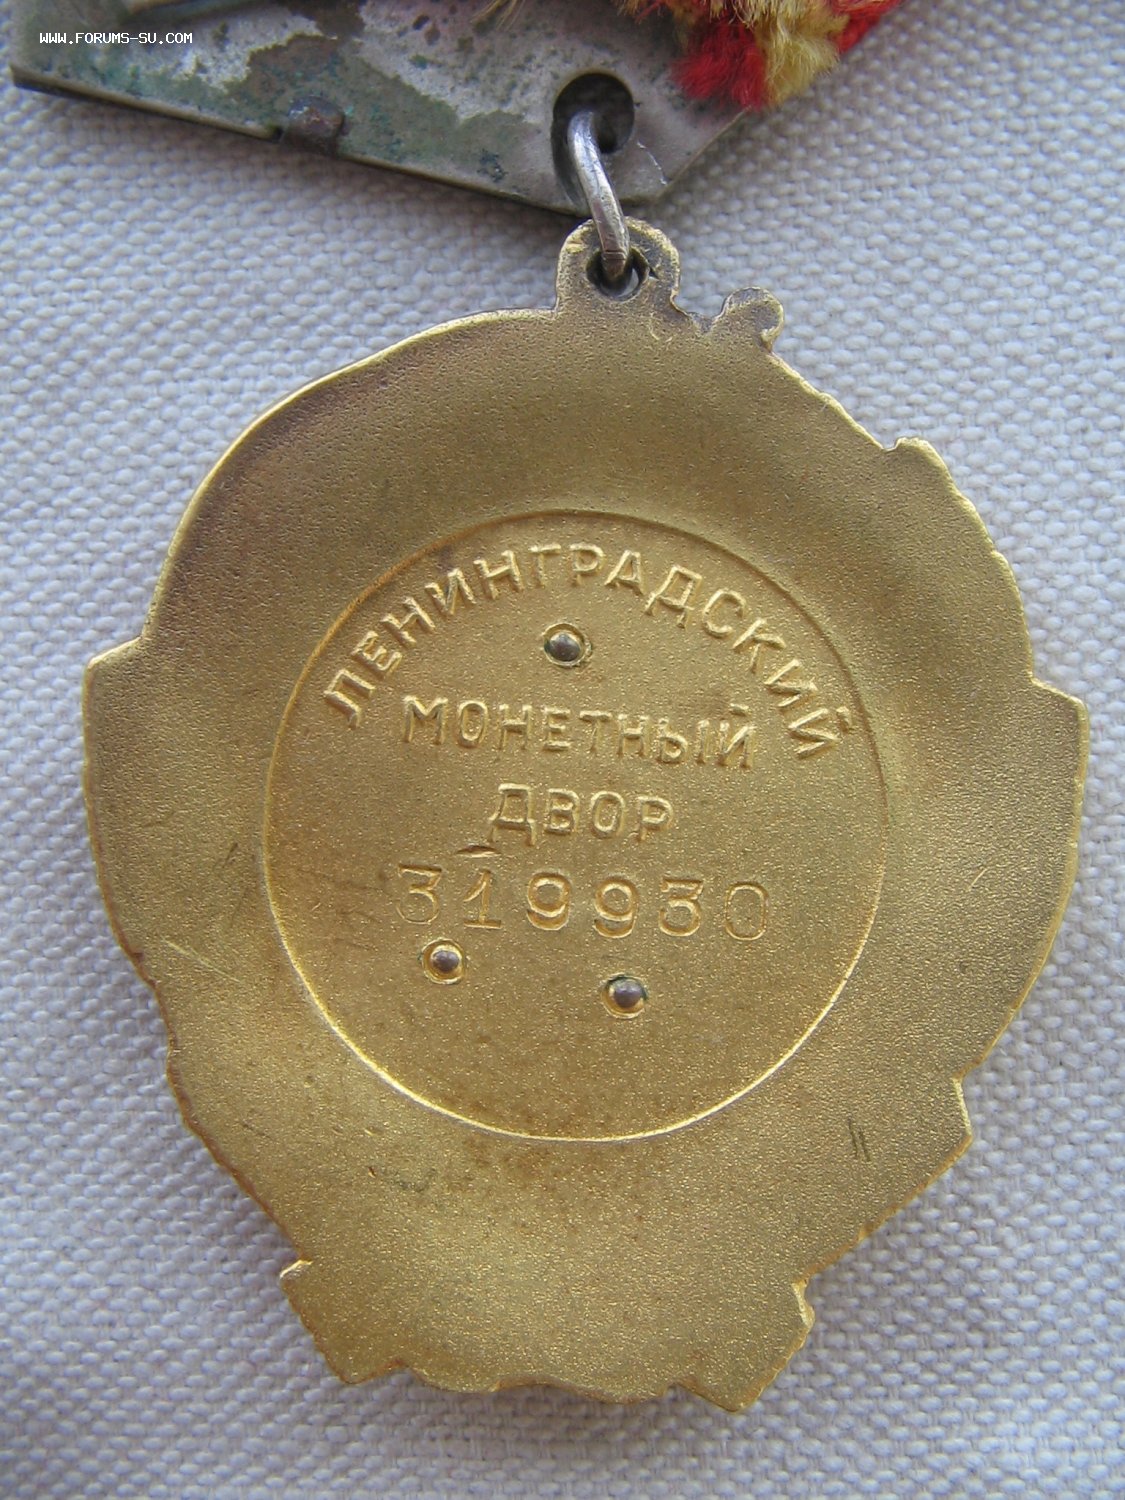 www.FORUMS-SU.COM
ЛЕНИНГРАДСКИЙ
МОНЕТНЫЙ
ДВОР
319930